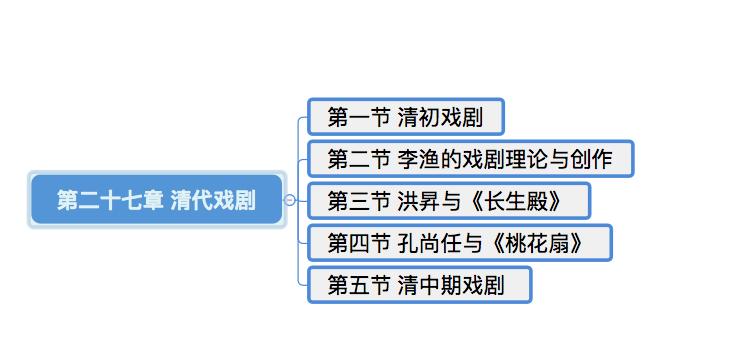 第二十七章 清代戏剧
第一节 清初戏剧
第二节 李渔的戏剧理论与创作
第三节 洪昇与《长生殿》
第四节 孔尚任与《桃花扇》
第五节 清中期戏剧